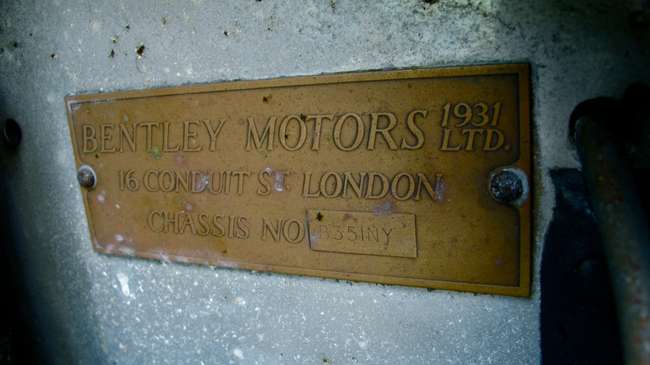 BENTLEY MOTORS 1931 LTD.
16 CONDUIT ST. LONDON
CHASSIS NO B351NY